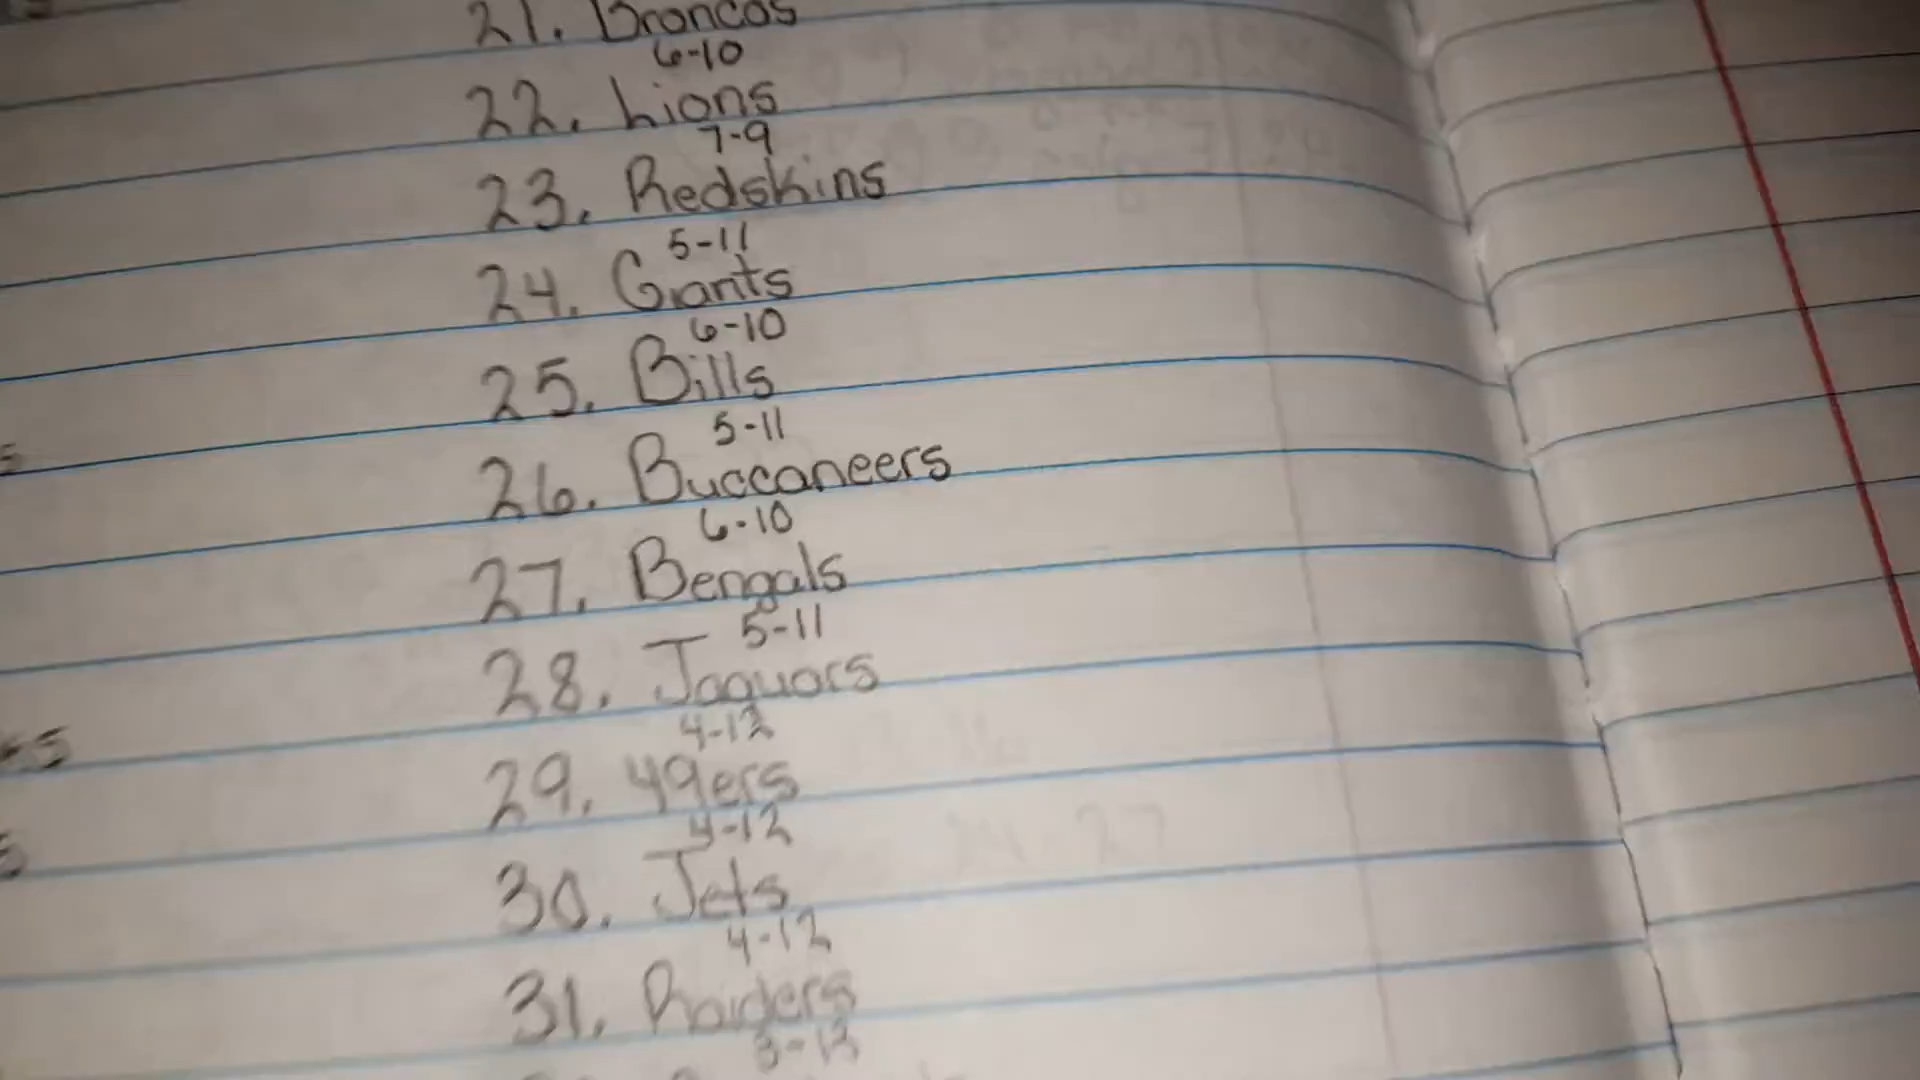 21. Broncos
6-10
22. Lions
7-9
23. Redskins
5-11
24. Giants
6-10
25. Bills
5-11
26. Buccaneers
6-10
27. Bengals
5-11
28. Jaguars
4-12
29. 49ers
4-12
30. Jets
4-12
31. Raiders
3-13